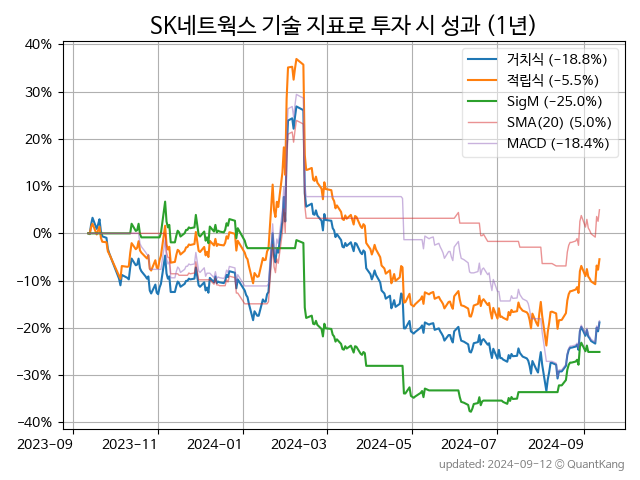 SK네트웍스 기술 지표로 투자 시 성과 (1년)
거치식 (−18.8%)
적립식 (−5.5%)
SigM (−25.0%)
SMA(20) (5.0%)
MACD (−18.4%)
40%
30%
20%
10%
0%
−10%
−20%
−30%
−40%
2023-09 2023-11 2024-01 2024-03 2024-05 2024-07 2024-09
updated: 2024-09-12 © QuantKang